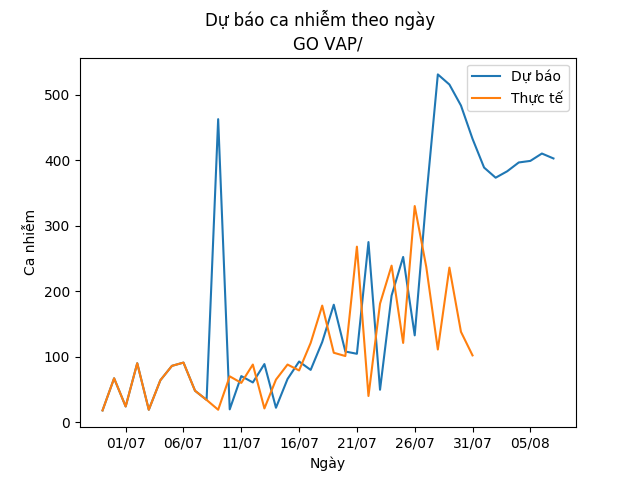 Dự báo ca nhiễm theo ngày
GO VAP/
Dự báo
Thực tế
500
400
300
200
100
0
Ca nhiễm
01/07 06/07 11/07 16/07 21/07 26/07 31/07 05/08
Ngày